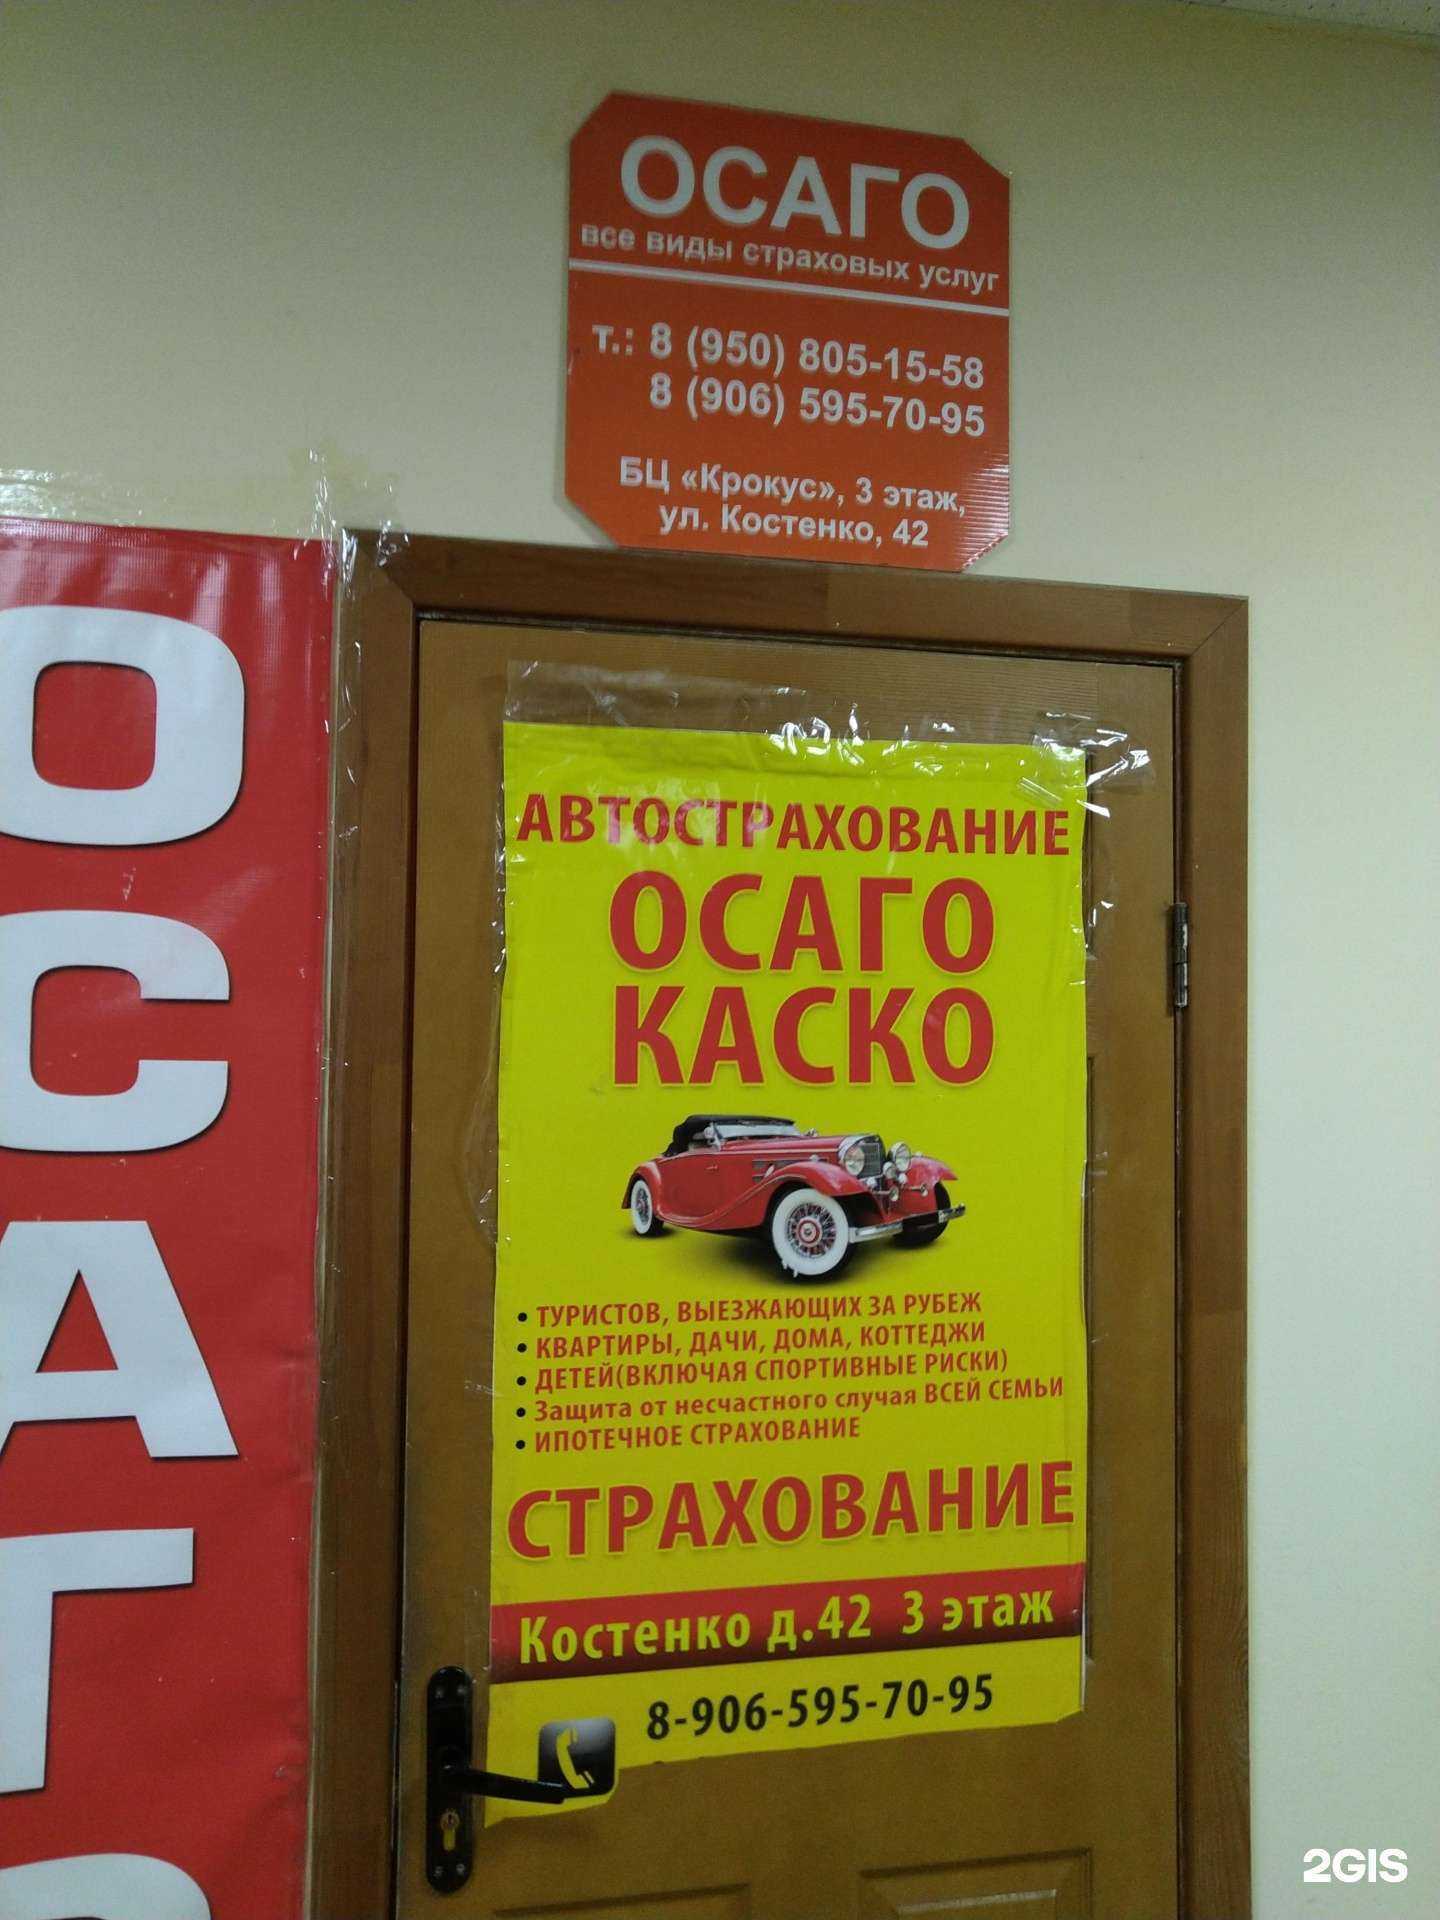 ОСАГО
все виды страховых услуг
т.: 8 (950) 805-15-58
8 (906) 595-70-95
БЦ «Крокус», 3 этаж,
ул. Костенко, 42
О
С
А
Г
О
АВТОСТРАХОВАНИЕ
ОСАГО
КАСКО
• ТУРИСТОВ, ВЫЕЗЖАЮЩИХ ЗА РУБЕЖ
• КВАРТИРЫ, ДАЧИ, ДОМА, КОТТЕДЖИ
• ДЕТЕЙ(ВКЛЮЧАЯ СПОРТИВНЫЕ РИСКИ)
• Защита от несчастного случая ВСЕЙ СЕМЬИ
• ИПОТЕЧНОЕ СТРАХОВАНИЕ
СТРАХОВАНИЕ
Костенко д.42 3 этаж
8-906-595-70-95
2GIS